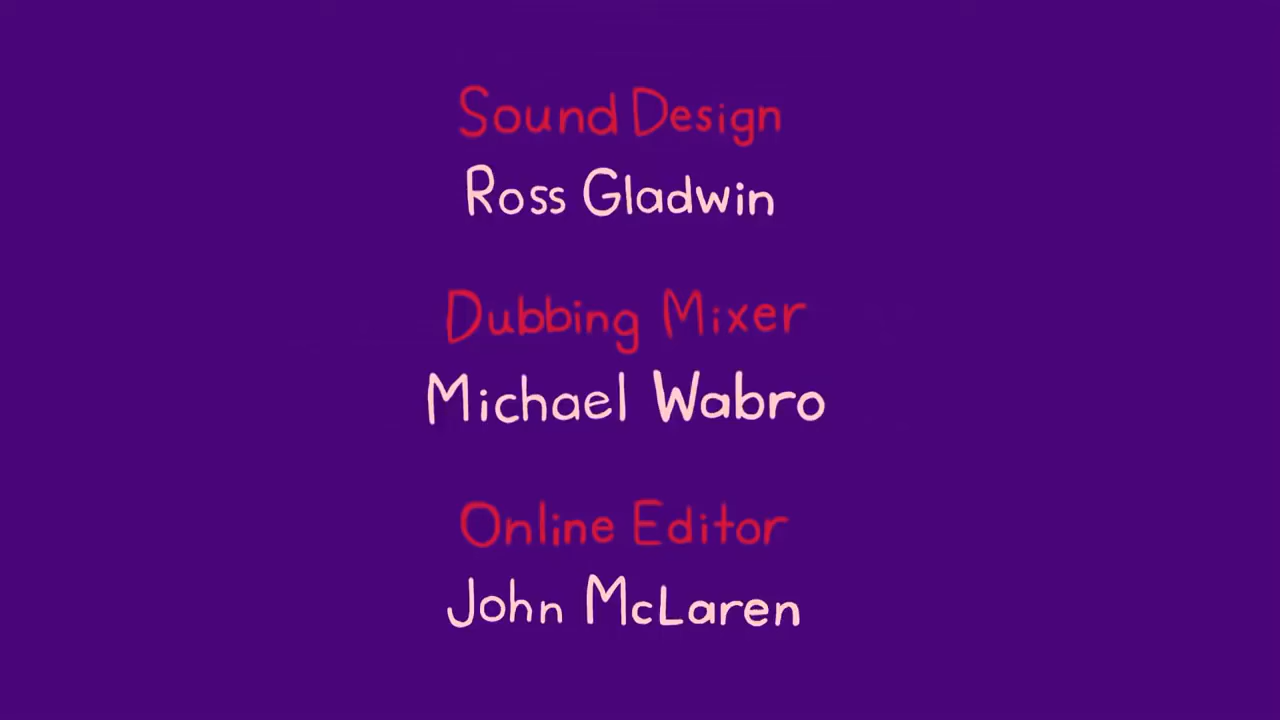 Sound Design
Ross Gladwin
Dubbing Mixer
Michael Wabro
Online Editor
John McLaren